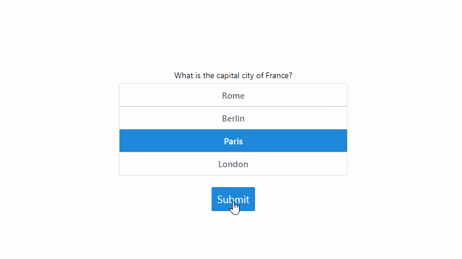 What is the capital city of France?
Rome
Berlin
Paris
London
Submit